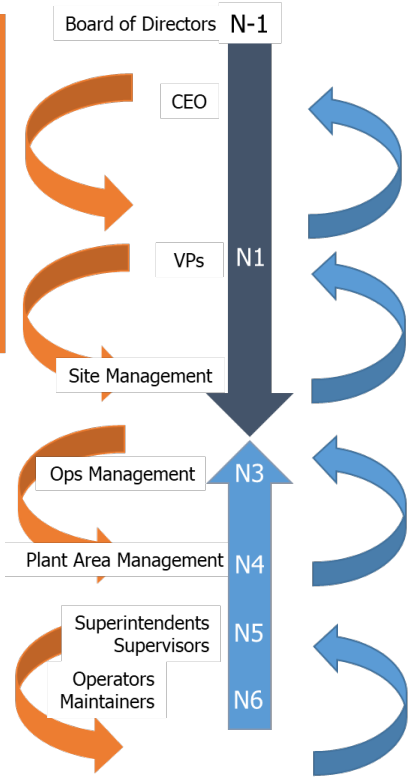 Board of Directors N-1
CEO
VPs N1
Site Management
Ops Management N3
Plant Area Management N4
Superintendents
Supervisors N5
Operators
Maintainers N6